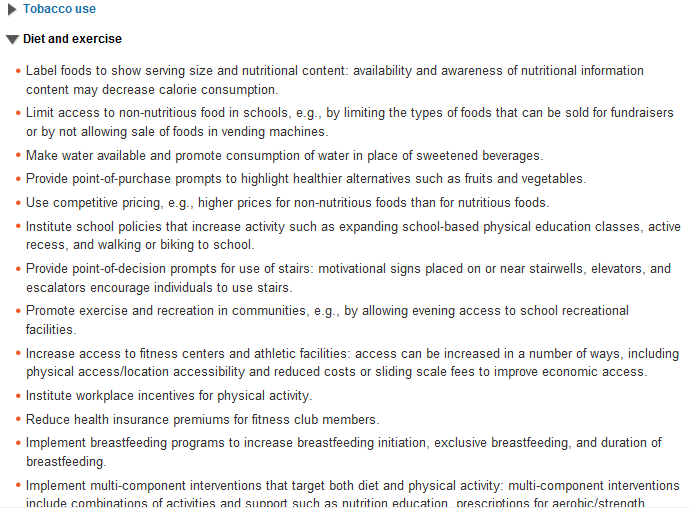 Tobacco use
Diet and exercise
Label foods to show serving size and nutritional content: availability and awareness of nutritional information
content may decrease calorie consumption.
Limit access to non-nutritious food in schools, e.g., by limiting the types of foods that can be sold for fundraisers
or by not allowing sale of foods in vending machines.
Make water available and promote consumption of water in place of sweetened beverages.
Provide point-of-purchase prompts to highlight healthier alternatives such as fruits and vegetables.
Use competitive pricing, e.g., higher prices for non-nutritious foods than for nutritious foods.
Institute school policies that increase activity such as expanding school-based physical education classes, active
recess, and walking or biking to school.
Provide point-of-decision prompts for use of stairs: motivational signs placed on or near stairwells, elevators, and
escalators encourage individuals to use stairs.
Promote exercise and recreation in communities, e.g., by allowing evening access to school recreational
facilities.
Increase access to fitness centers and athletic facilities: access can be increased in a number of ways, including
physical access/location accessibility and reduced costs or sliding scale fees to improve economic access.
Institute workplace incentives for physical activity.
Reduce health insurance premiums for fitness club members.
Implement breastfeeding programs to increase breastfeeding initiation, exclusive breastfeeding, and duration of
breastfeeding.
Implement multi-component interventions that target both diet and physical activity: multi-component interventions
include combinations of activities and support such as nutrition education, prescriptions for aerobic/strength